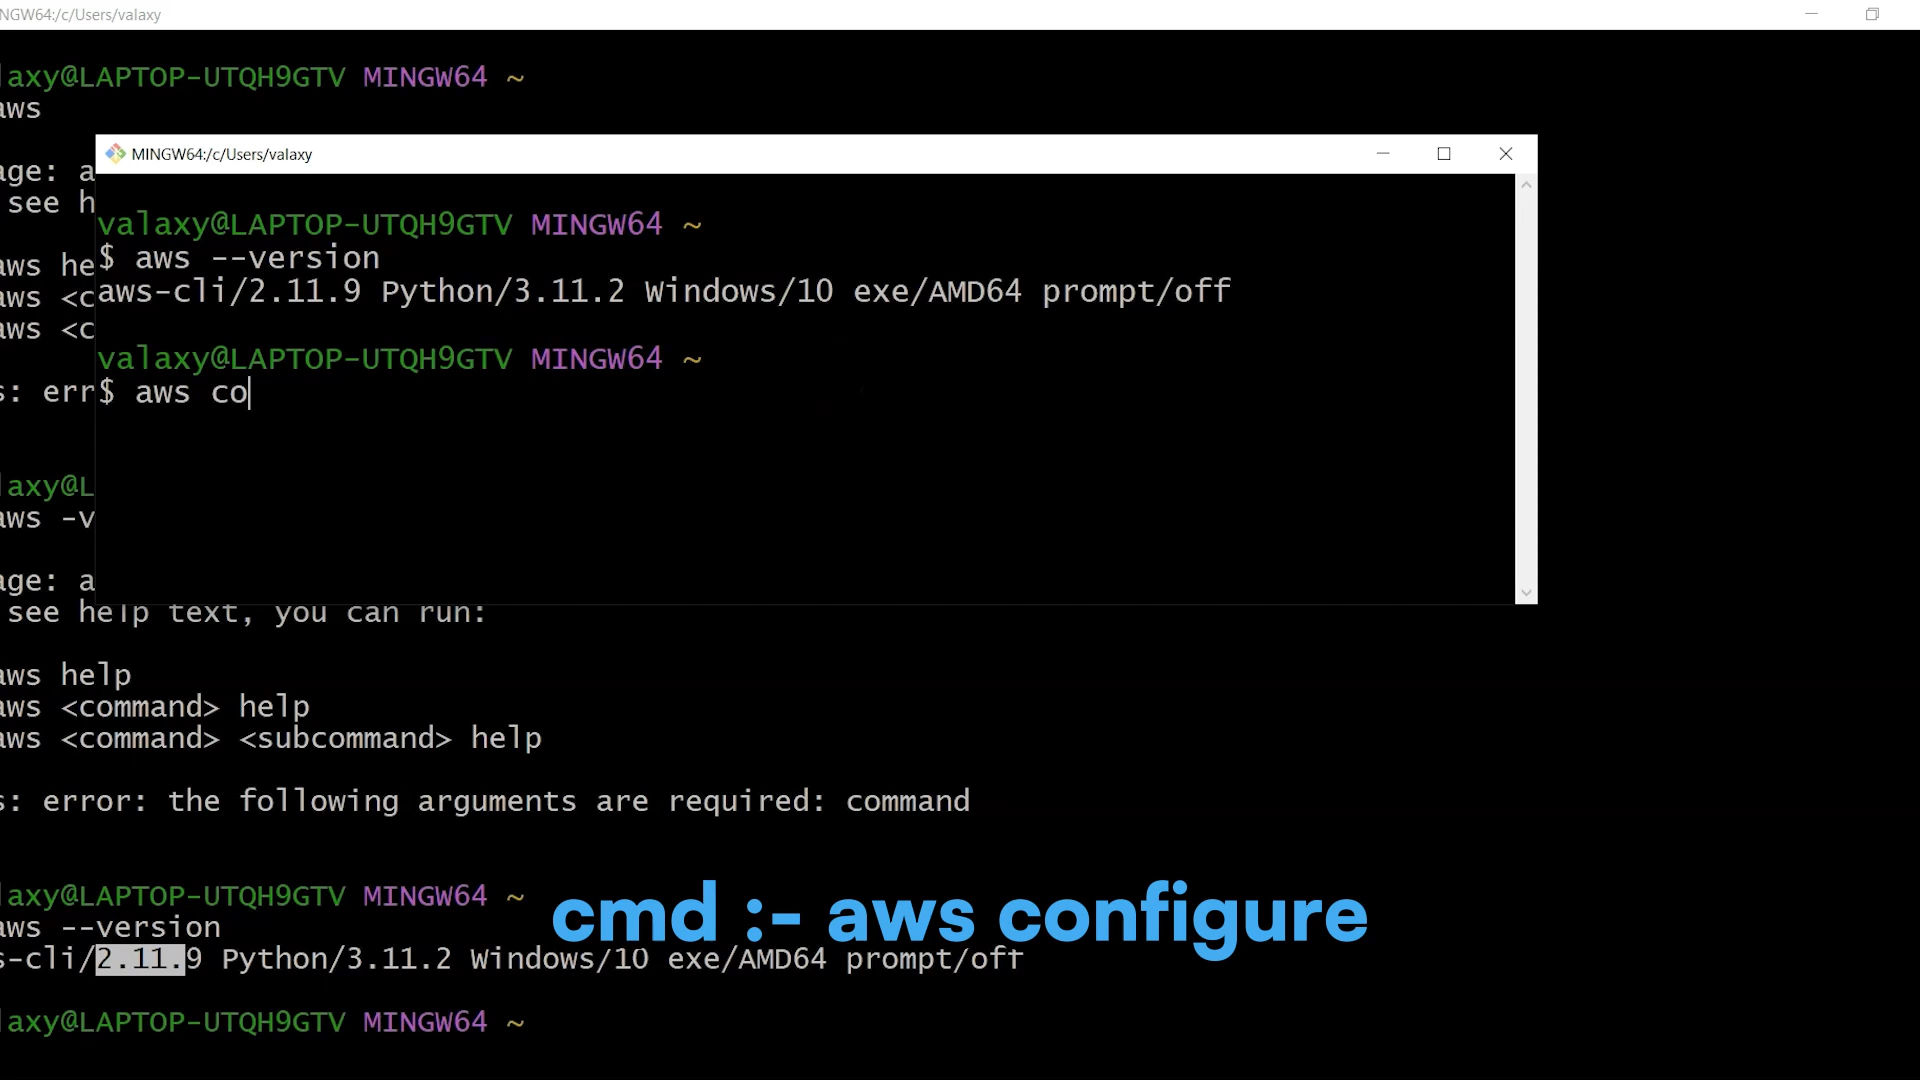 NGW64:/c/Users/valaxy
axy@LAPTOP-UTQH9GTV MINGW64 ~
aws
age: a
see h
aws he
aws <c
aws <c
s: err
MINGW64:/c/Users/valaxy
valaxy@LAPTOP-UTQH9GTV MINGW64 ~
$ aws --version
aws-cli/2.11.9 Python/3.11.2 Windows/10 exe/AMD64 prompt/off
valaxy@LAPTOP-UTQH9GTV MINGW64 ~
$ aws co
laxy@L
aws -v
age: a
see help text, you can run:
aws help
aws <command> help
aws <command> <subcommand> help
s: error: the following arguments are required: command
laxy@LAPTOP-UTQH9GTV MINGW64 ~
aws --version
s-cli/2.11.9 Python/3.11.2 Windows/10 exe/AMD64 prompt/off
cmd :- aws configure
laxy@LAPTOP-UTQH9GTV MINGW64 ~